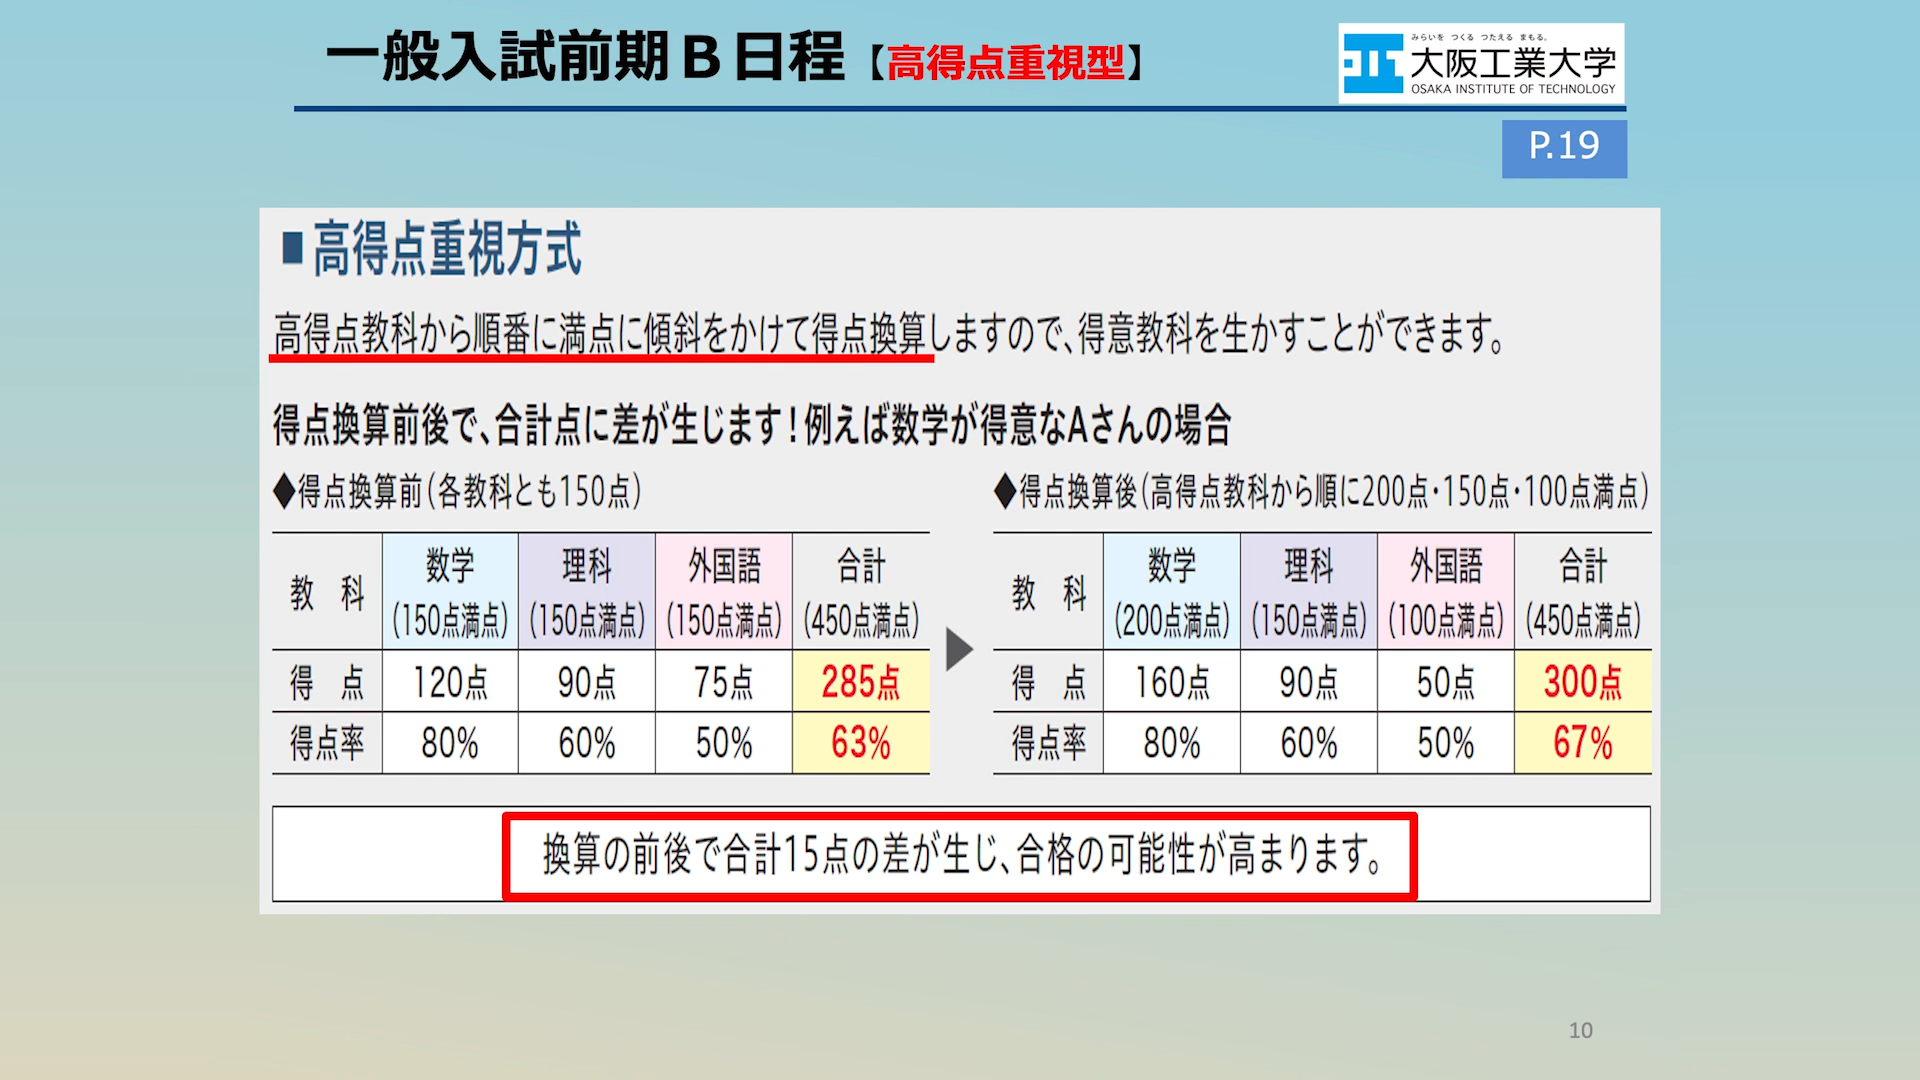 一般入試前期Ｂ日程【高得点重視型】
みらいを つくる つたえる まもる。
大阪工業大学
OSAKA INSTITUTE OF TECHNOLOGY
P.19
■高得点重視方式
高得点教科から順番に満点に傾斜をかけて得点換算しますので、得意教科を生かすことができます。
得点換算前後で、合計点に差が生じます！例えば数学が得意なAさんの場合
◆得点換算前（各教科とも150点）
教 科 数学 理科 外国語 合計
(150点満点) (150点満点) (150点満点) (450点満点)
得 点 120点 90点 75点 285点
得点率 80% 60% 50% 63%
◆得点換算後（高得点教科から順に200点・150点・100点満点）
教 科 数学 理科 外国語 合計
(200点満点) (150点満点) (100点満点) (450点満点)
得 点 160点 90点 50点 300点
得点率 80% 60% 50% 67%
換算の前後で合計15点の差が生じ、合格の可能性が高まります。
10